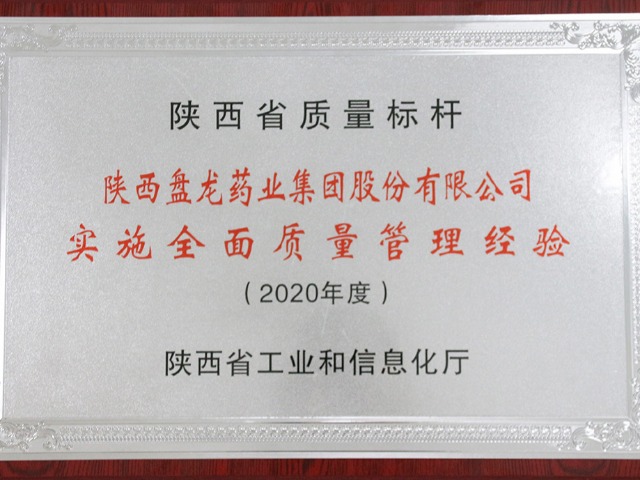 陕西省质量标杆
陕西盘龙药业集团股份有限公司
实施全面质量管理经验
（2020年度）
陕西省工业和信息化厅